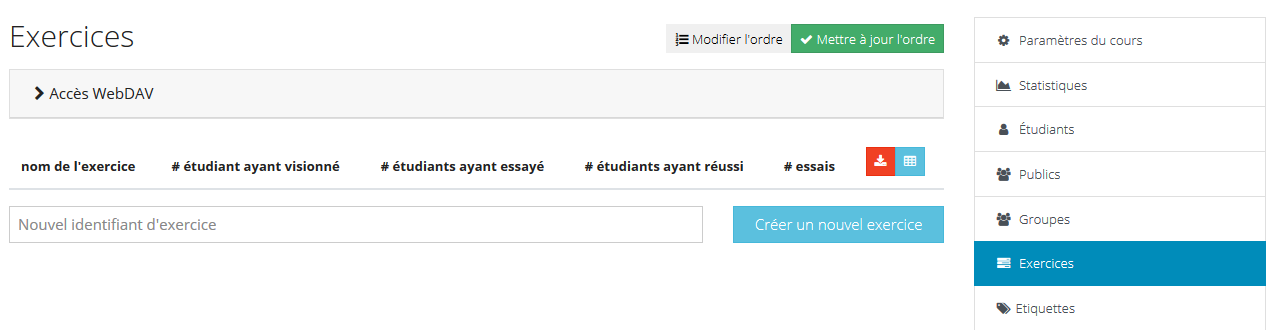 Exercices
Modifier l'ordre
Mettre à jour l'ordre
Accès WebDAV
nom de l'exercice # étudiant ayant visionné # étudiants ayant essayé # étudiants ayant réussi # essais
Nouvel identifiant d'exercice
Créer un nouvel exercice
Paramètres du cours
Statistiques
Étudiants
Publics
Groupes
Exercices
Etiquettes